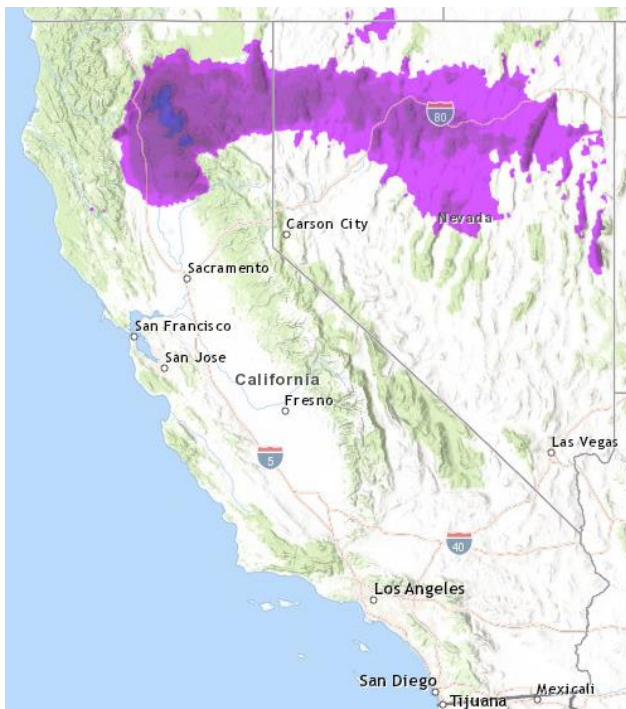 80
Nevada
Carson City
Sacramento
San Francisco
San Jose
California
Fresno
Las Vegas
5
40
Los Angeles
San Diego
Tijuana
Mexicali